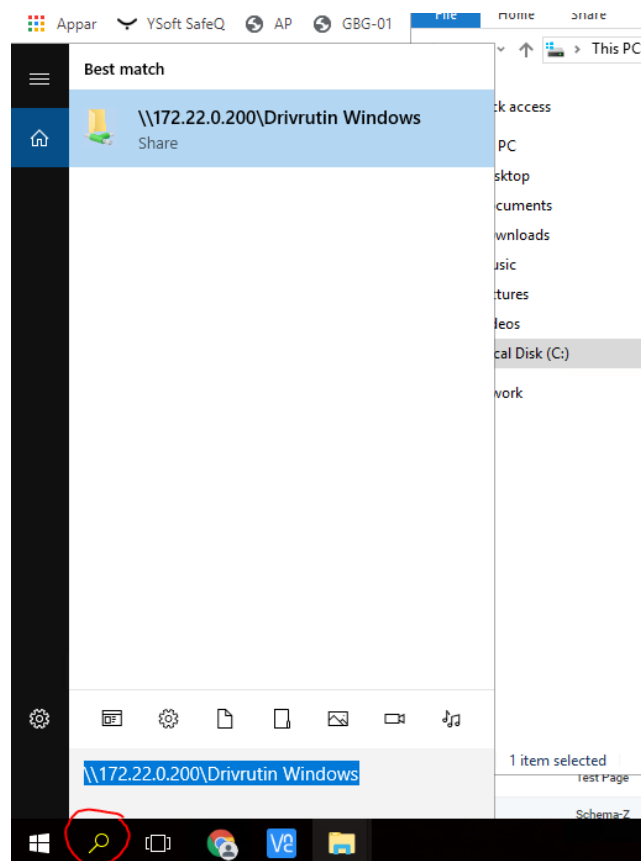 Appar YSoft SafeQ AP GBG-01
File Home Share
This PC
Best match
\\172.22.0.200\Drivrutin Windows
Share
ck access
PC
sktop
cuments
wnloads
usic
tures
leos
cal Disk (C:)
work
1 item selected
Test Page
Schema-Z
\\172.22.0.200\Drivrutin Windows